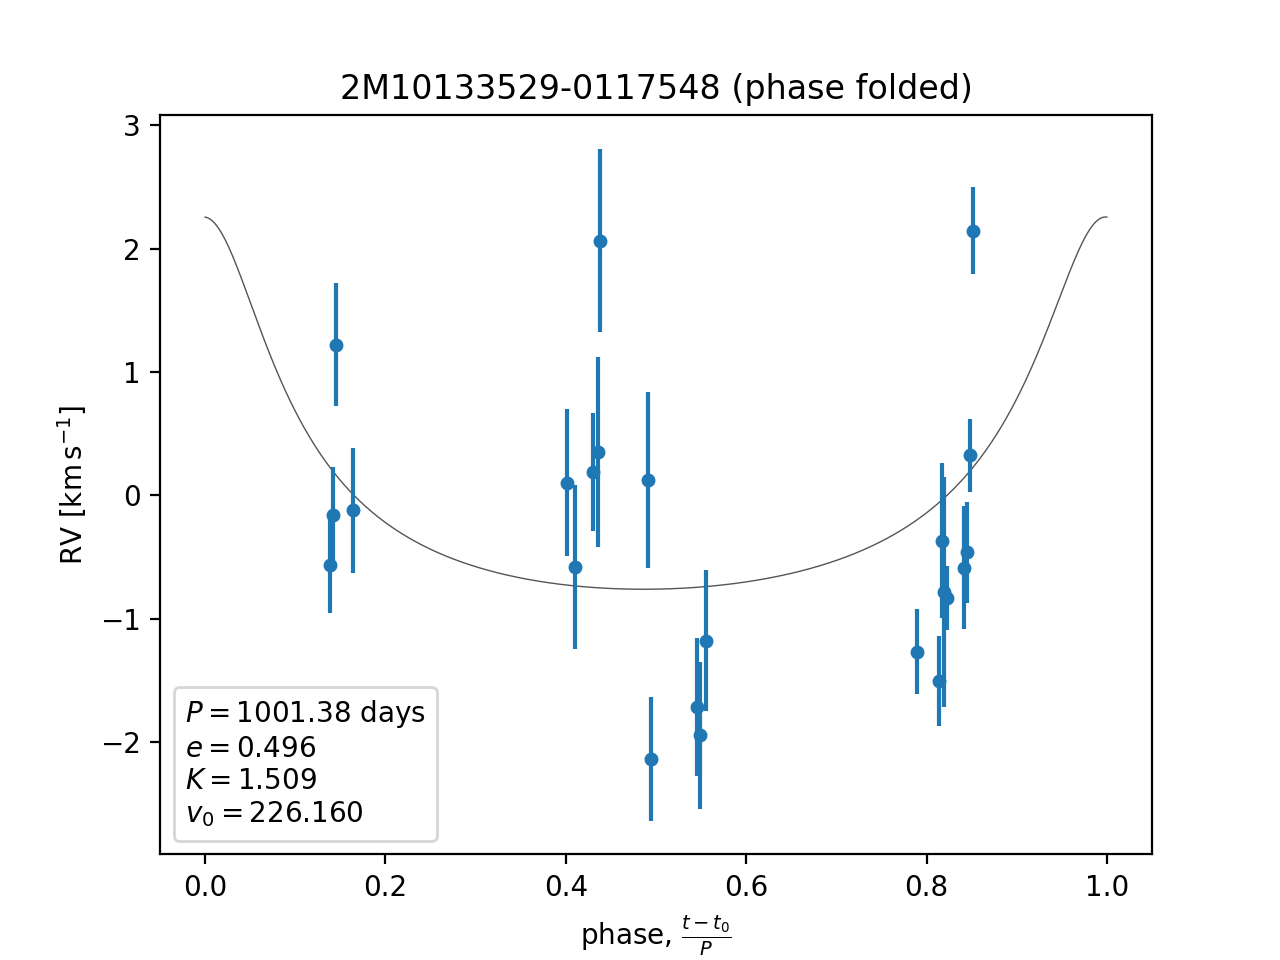 2M10133529-0117548 (phase folded)
3
2
1
0
−1
−2
RV [km s⁻¹]
P = 1001.38 days
e = 0.496
K = 1.509
v₀ = 226.160
0.0 0.2 0.4 0.6 0.8 1.0
phase, (t − t₀)/P